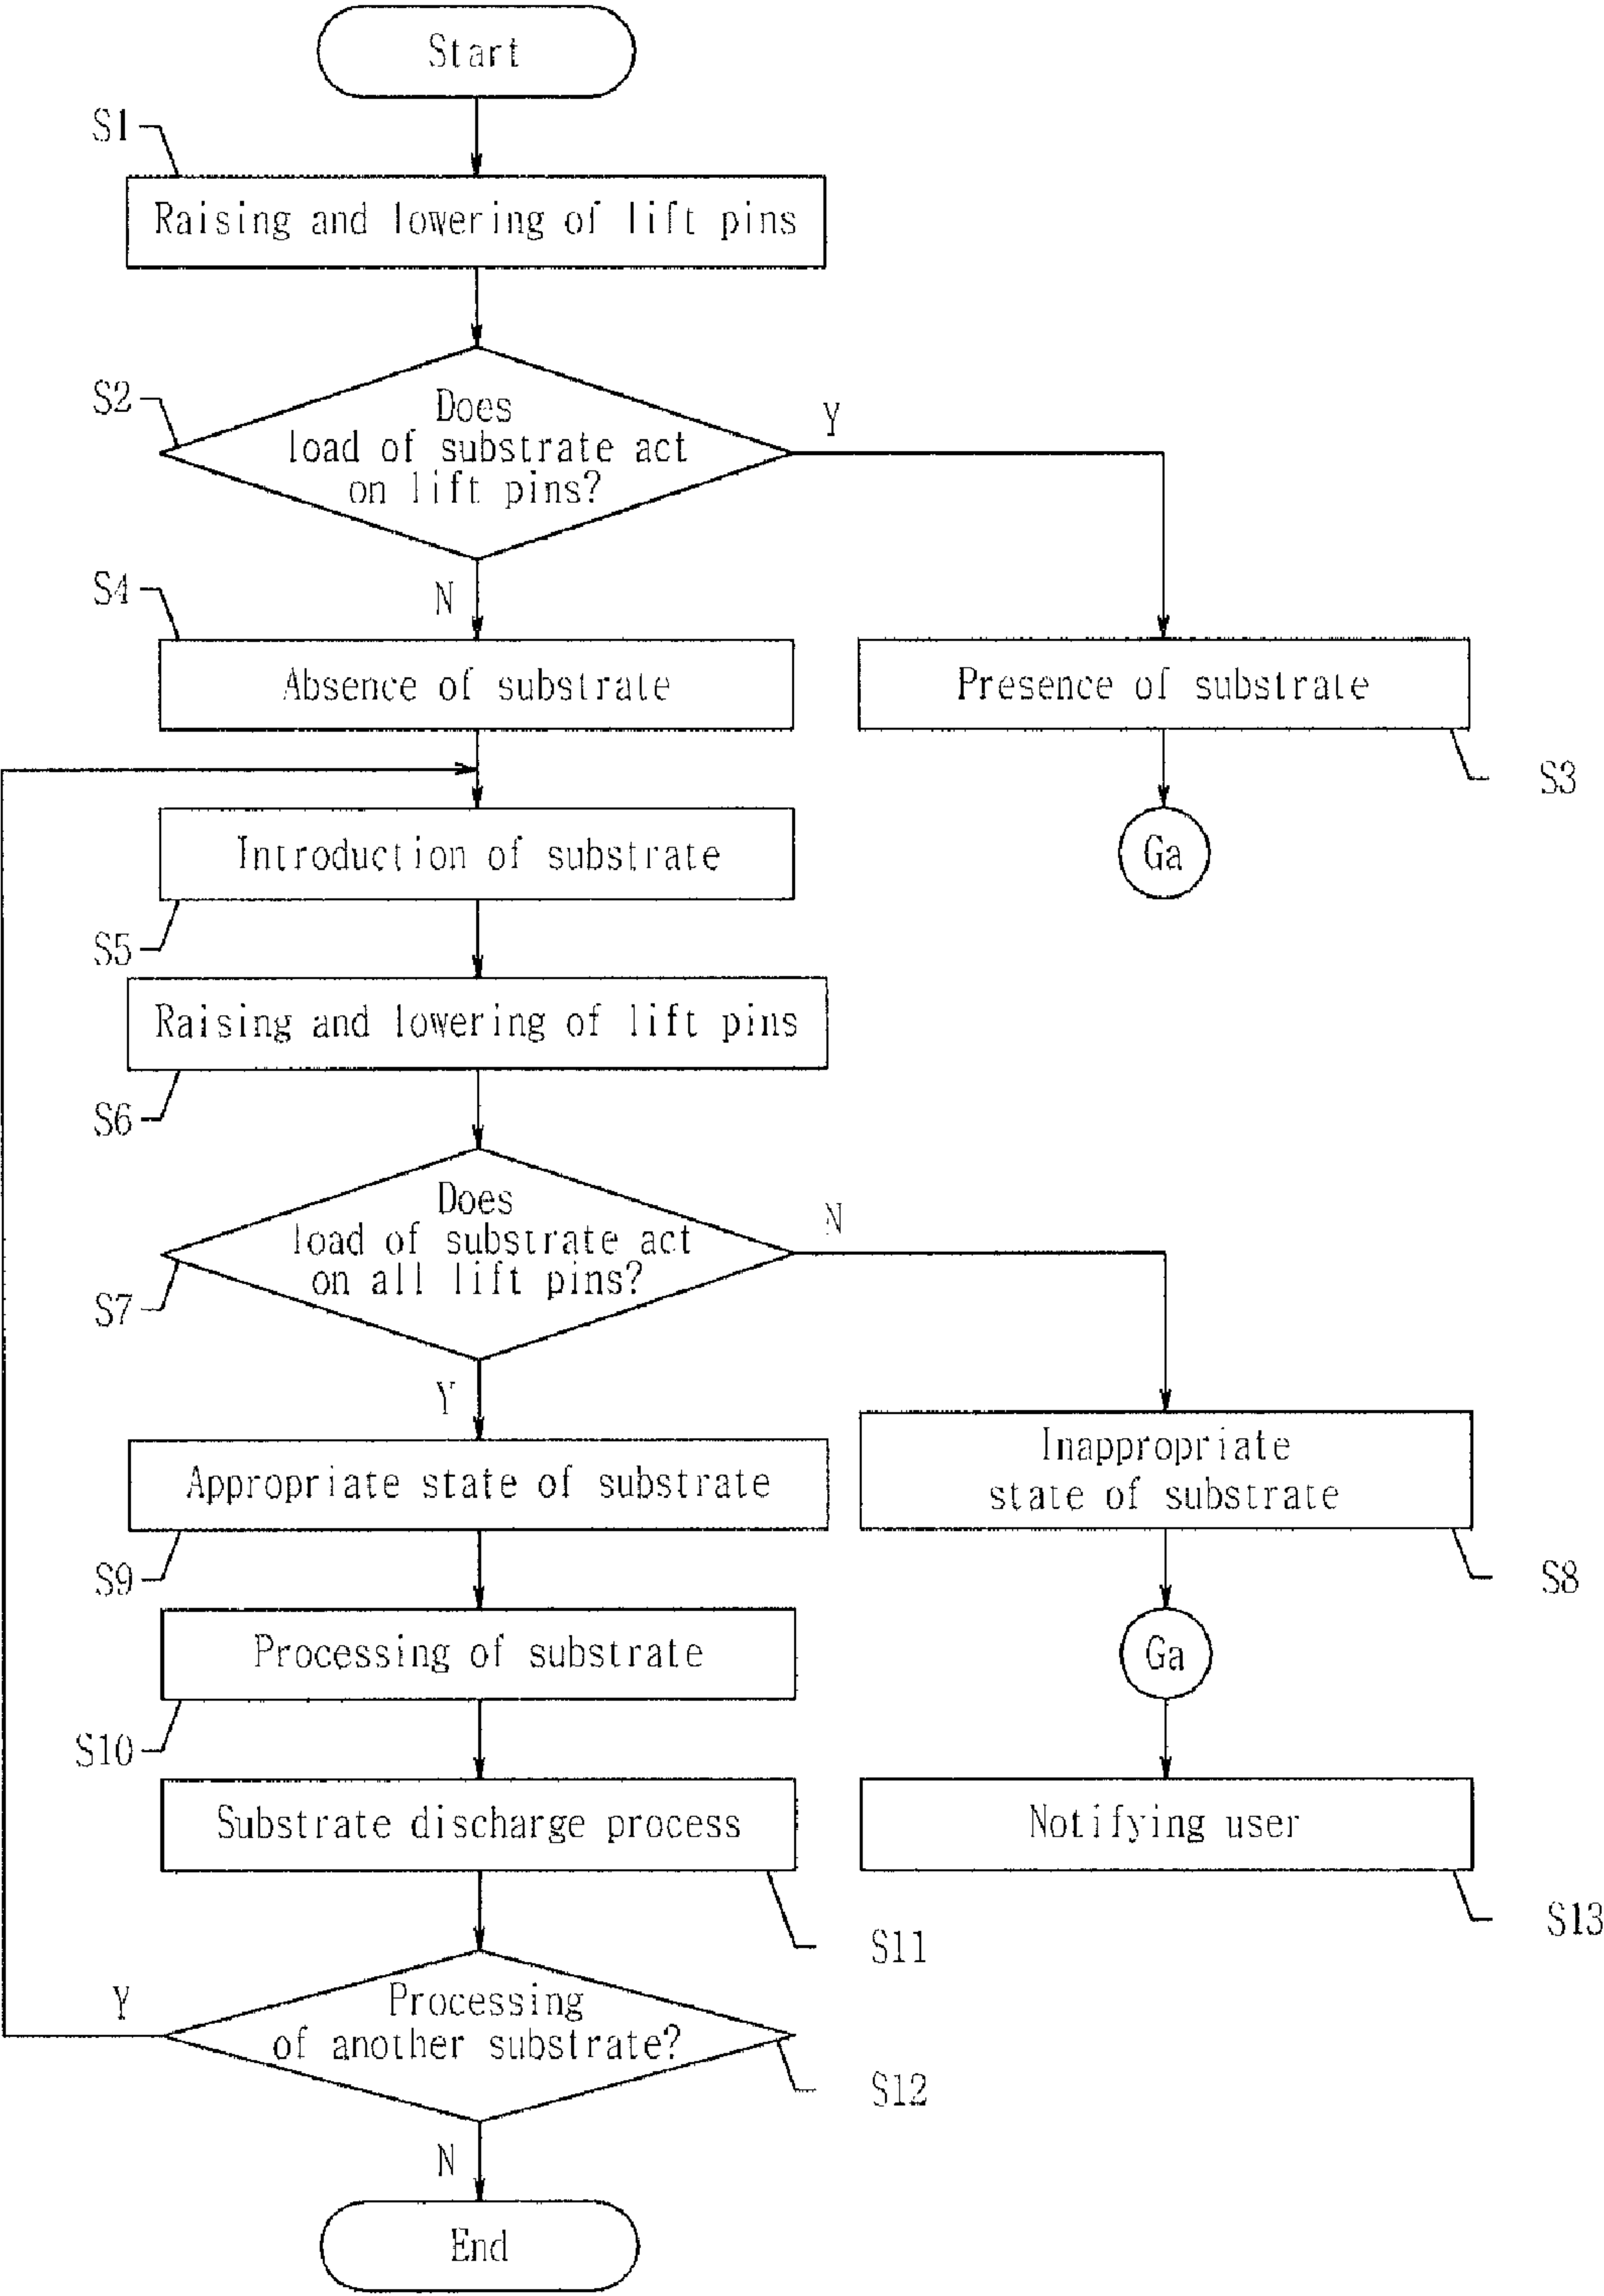 Start
S1
Raising and lowering of lift pins
S2
Does
load of substrate act
on lift pins?
Y
N
S4
Absence of substrate
Presence of substrate
S3
Introduction of substrate
Ga
S5
Raising and lowering of lift pins
S6
Does
load of substrate act
on all lift pins?
N
S7
Y
Appropriate state of substrate
Inappropriate
state of substrate
S9
S8
Processing of substrate
Ga
S10
Substrate discharge process
Notifying user
S11
S13
Processing
of another substrate?
Y
S12
N
End